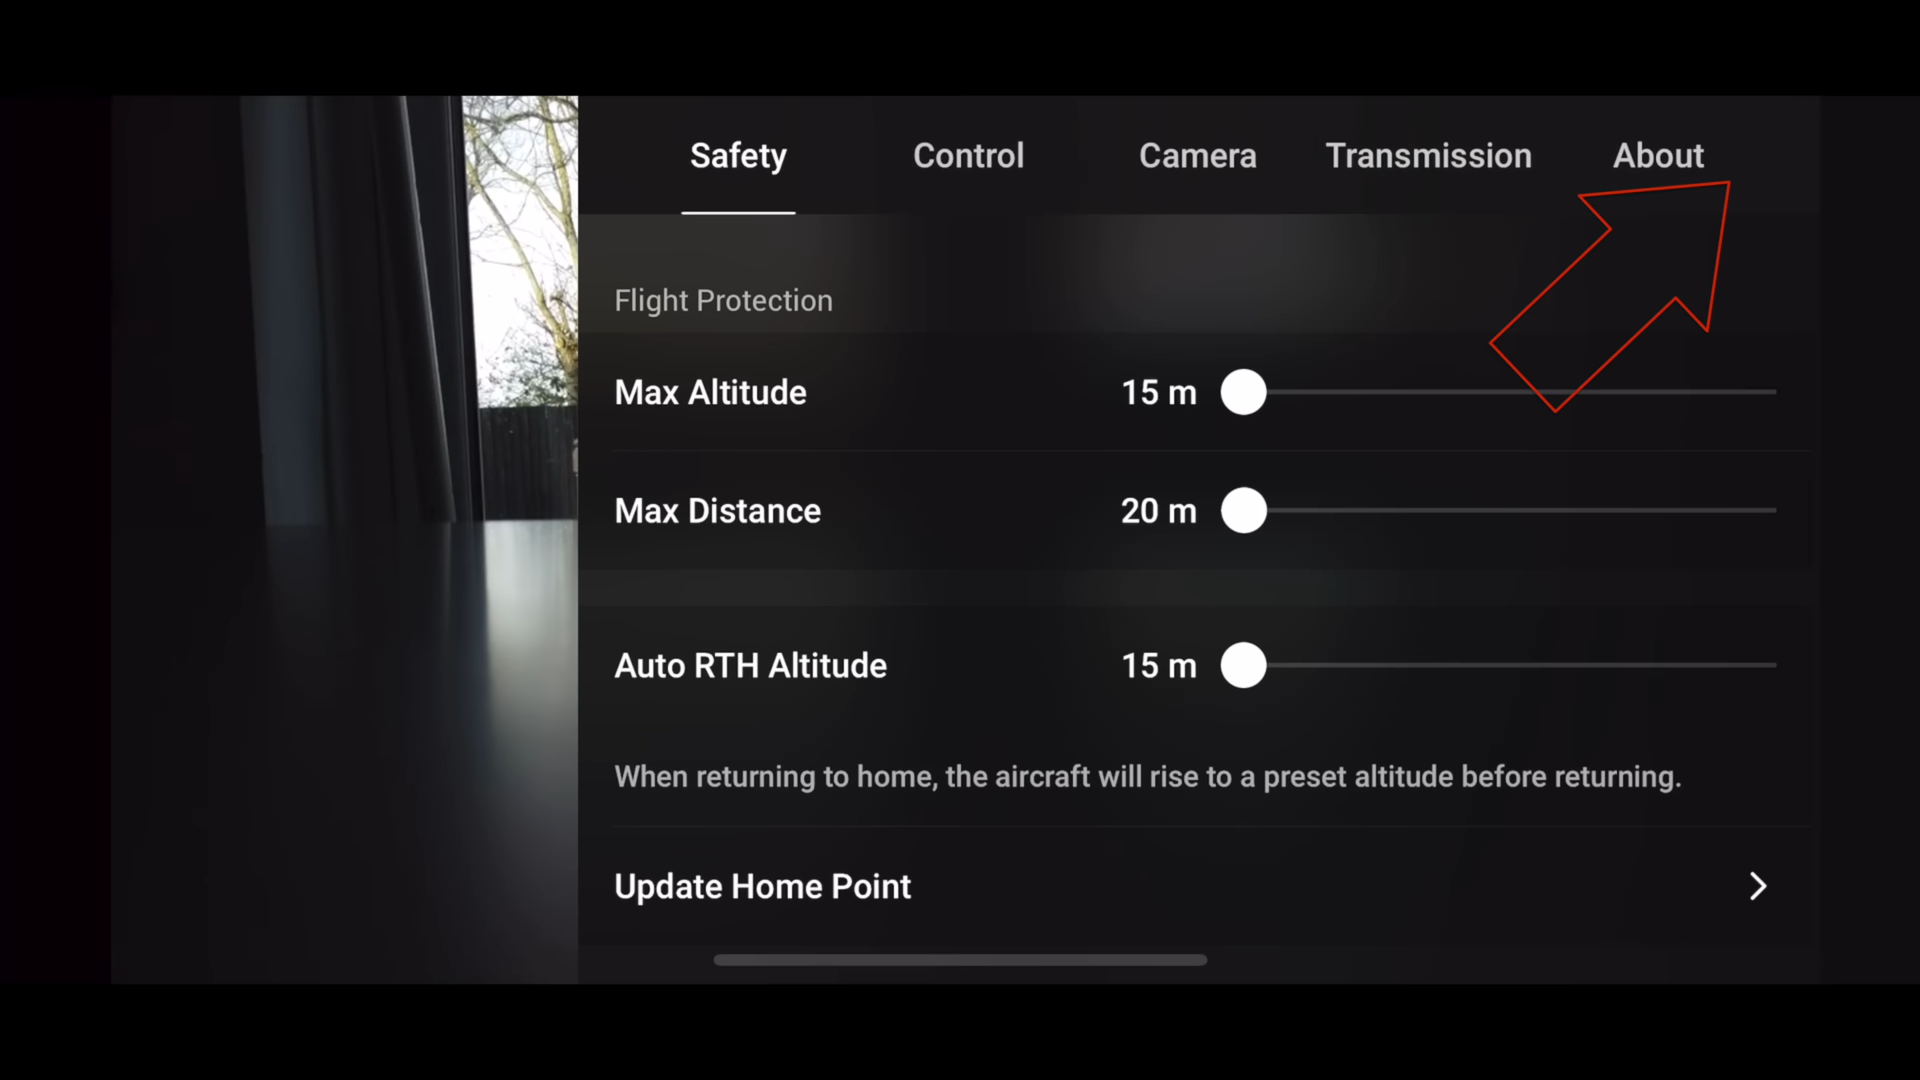 Safety Control Camera Transmission About
Flight Protection
Max Altitude 15 m
Max Distance 20 m
Auto RTH Altitude 15 m
When returning to home, the aircraft will rise to a preset altitude before returning.
Update Home Point